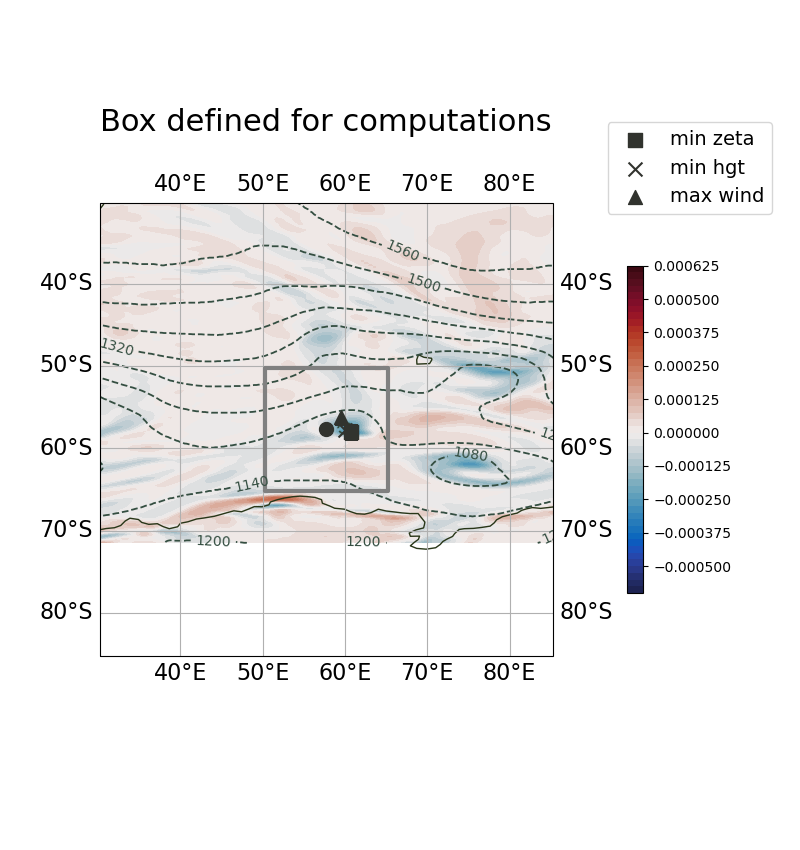 Box defined for computations
min zeta
min hgt
max wind
40°E 50°E 60°E 70°E 80°E
40°S 40°S
50°S 50°S
60°S 60°S
70°S 70°S
80°S 80°S
40°E 50°E 60°E 70°E 80°E
1560
1500
1320
1080
1140
1200
1200
0.000625
0.000500
0.000375
0.000250
0.000125
0.000000
−0.000125
−0.000250
−0.000375
−0.000500